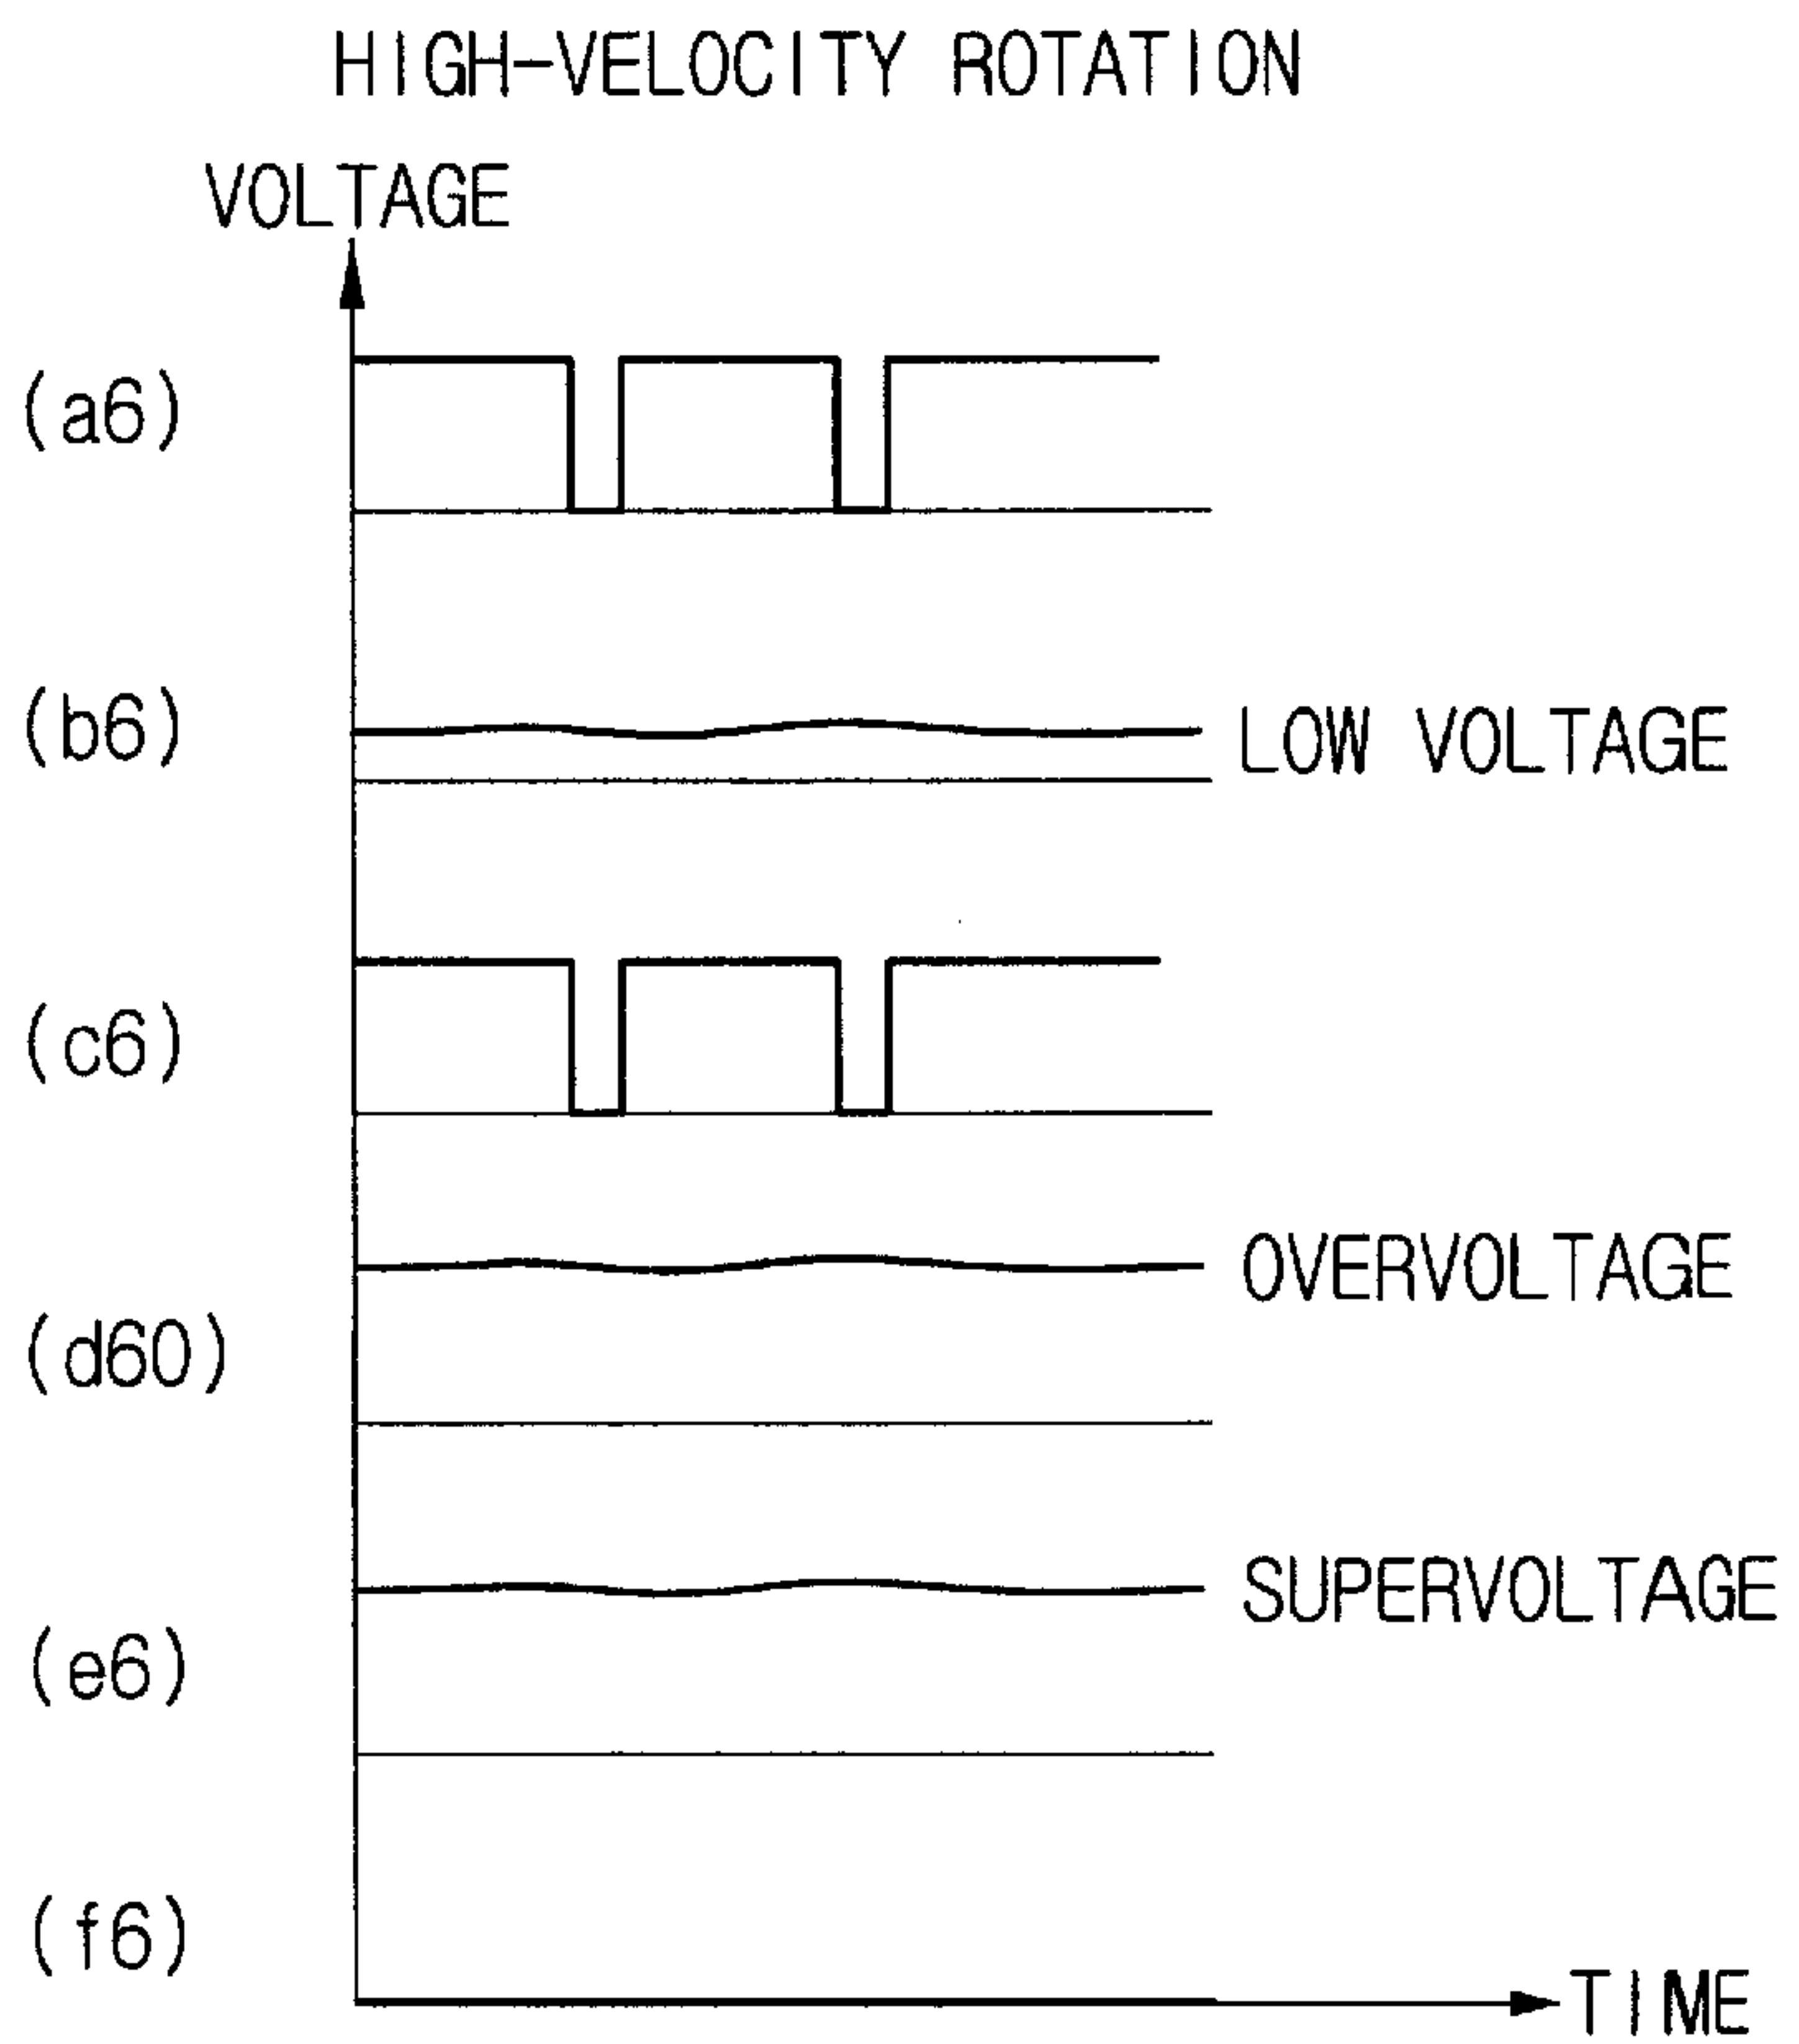 HIGH-VELOCITY ROTATION
VOLTAGE
(a6)
(b6)
LOW VOLTAGE
(c6)
OVERVOLTAGE
(d60)
SUPERVOLTAGE
(e6)
(f6)
TIME